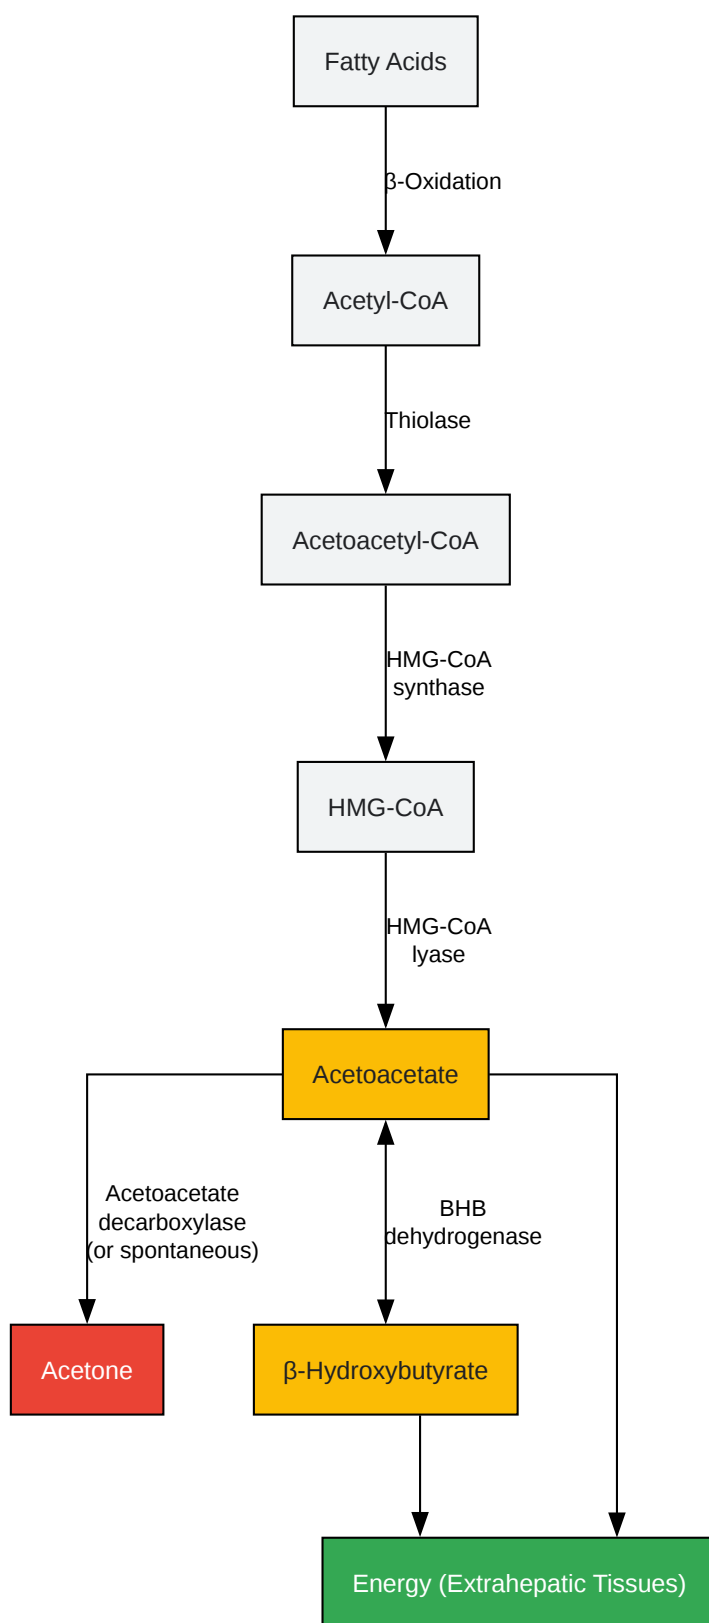 Fatty Acids
β-Oxidation
Acetyl-CoA
Thiolase
Acetoacetyl-CoA
HMG-CoA
synthase
HMG-CoA
HMG-CoA
lyase
Acetoacetate
Acetoacetate
decarboxylase
(or spontaneous)
BHB
dehydrogenase
Acetone
β-Hydroxybutyrate
Energy (Extrahepatic Tissues)